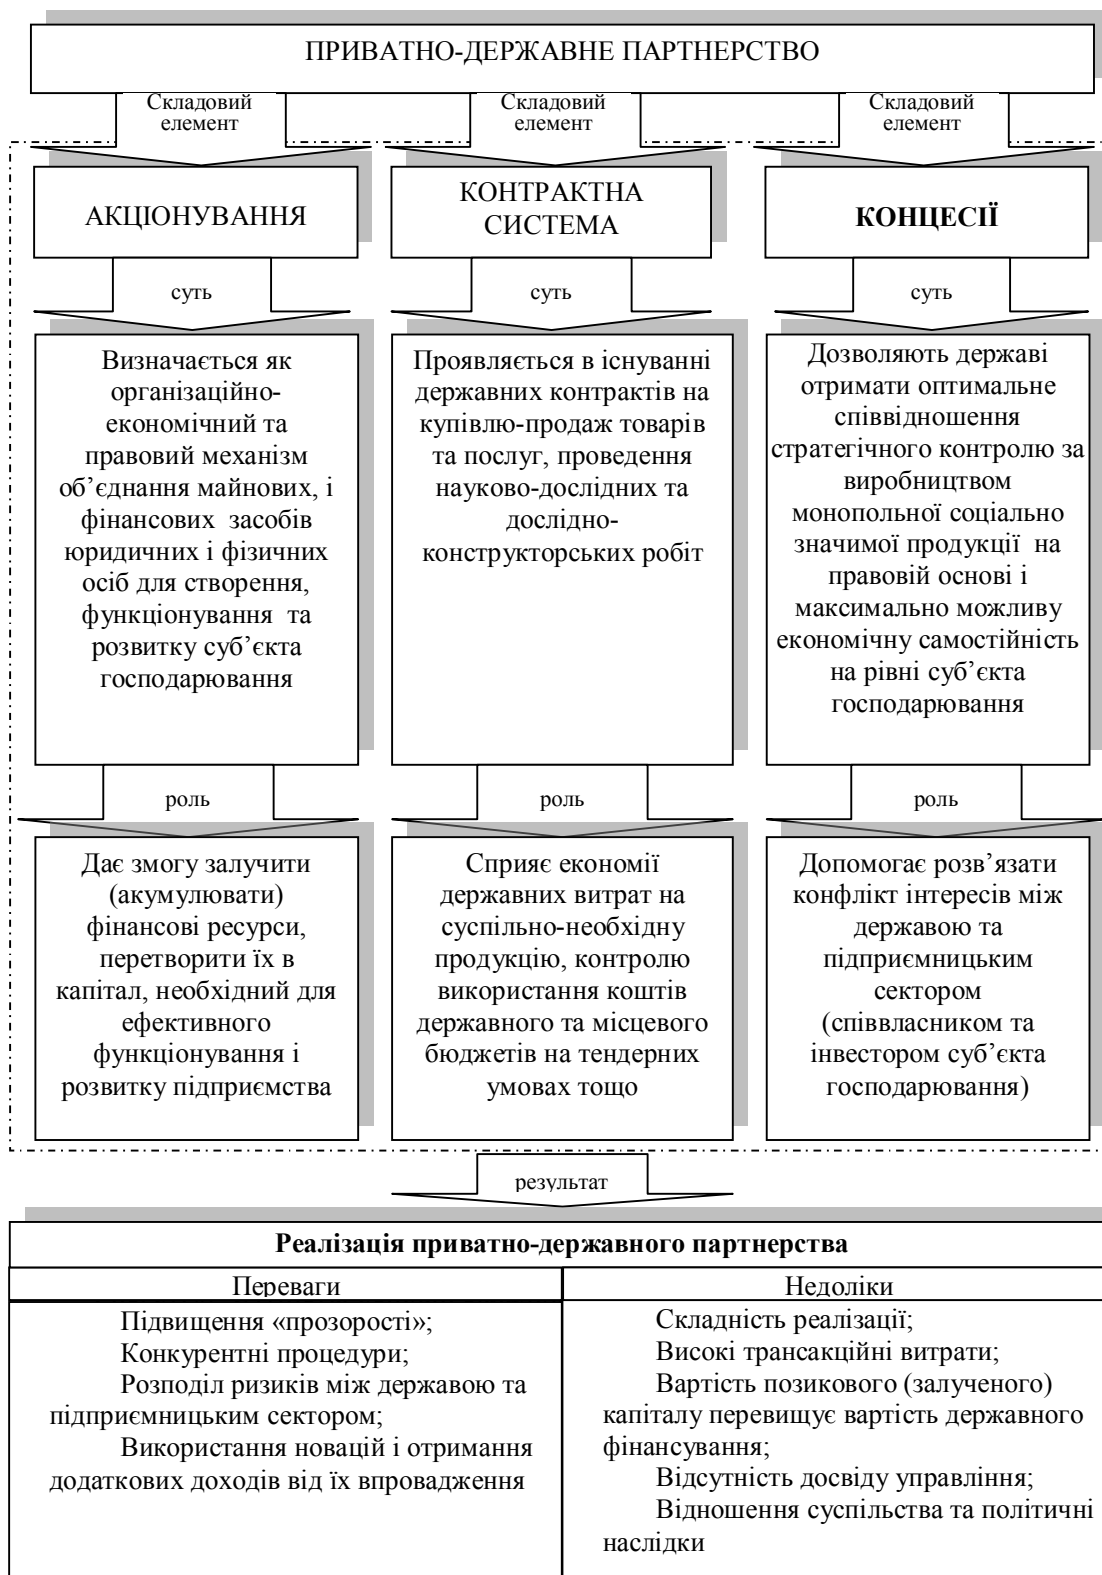 ПРИВАТНО-ДЕРЖАВНЕ ПАРТНЕРСТВО
Складовий
елемент
Складовий
елемент
Складовий
елемент
АКЦІОНУВАННЯ
КОНТРАКТНА
СИСТЕМА
КОНЦЕСІЇ
суть
суть
суть
Визначається як
організаційно-
економічний та
правовий механізм
об’єднання майнових, і
фінансових засобів
юридичних і фізичних
осіб для створення,
функціонування та
розвитку суб’єкта
господарювання
Проявляється в існуванні
державних контрактів на
купівлю-продаж товарів
та послуг, проведення
науково-дослідних та
дослідно-
конструкторських робіт
Дозволяють державі
отримати оптимальне
співвідношення
стратегічного контролю за
виробництвом
монопольної соціально
значимої продукції на
правовій основі і
максимально можливу
економічну самостійність
на рівні суб’єкта
господарювання
роль
роль
роль
Дає змогу залучити
(акумулювати)
фінансові ресурси,
перетворити їх в
капітал, необхідний для
ефективного
функціонування і
розвитку підприємства
Сприяє економії
державних витрат на
суспільно-необхідну
продукцію, контролю
використання коштів
державного та місцевого
бюджетів на тендерних
умовах тощо
Допомогає розв’язати
конфлікт інтересів між
державою та
підприємницьким
сектором
(співвласником та
інвестором суб’єкта
господарювання)
результат
Реалізація приватно-державного партнерства
Переваги
Недоліки
Підвищення «прозорості»;
Конкурентні процедури;
Розподіл ризиків між державою та
підприємницьким сектором;
Використання новацій і отримання
додаткових доходів від їх впровадження
Складність реалізації;
Високі трансакційні витрати;
Вартість позикового (залученого)
капіталу перевищує вартість державного
фінансування;
Відсутність досвіду управління;
Відношення суспільства та політичні
наслідки